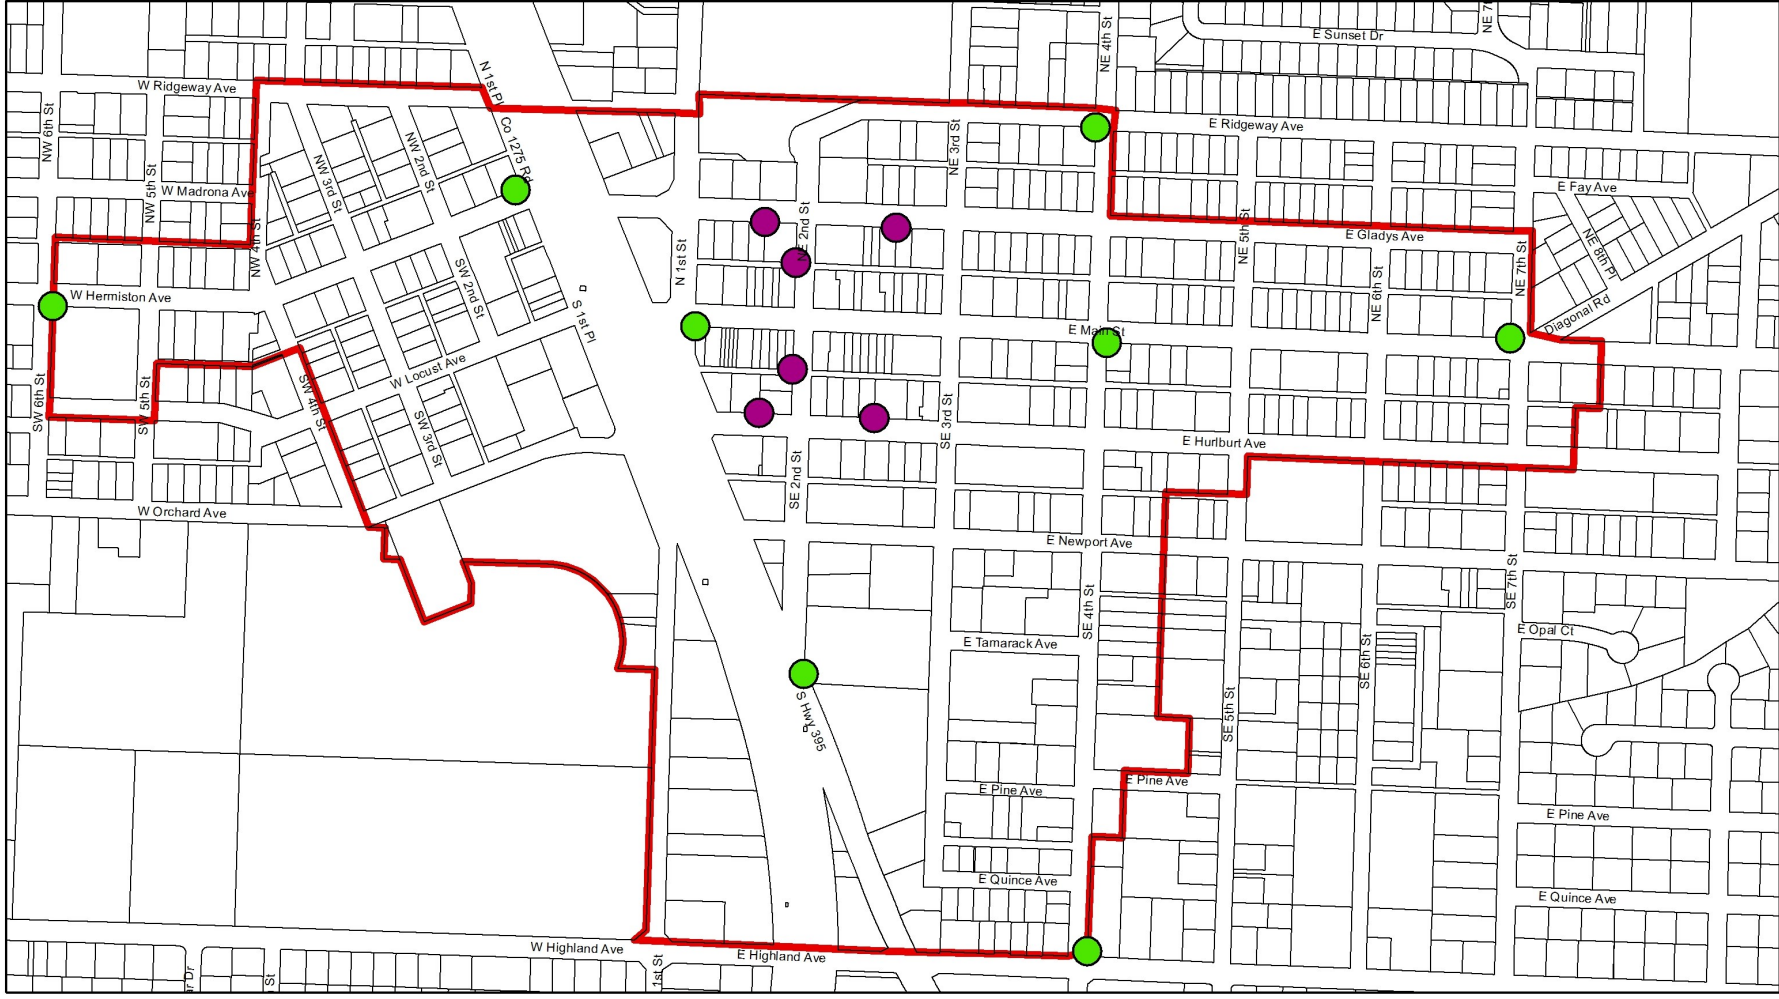 E Sunset Dr
NE 4th St
N 1st Pl
W Ridgeway Ave
NW 6th St
Co 1275 Rd
E Ridgeway Ave
NE 3rd St
NW 2nd St
NW 3rd St
NW 5th St
W Madrona Ave
E Fay Ave
NW 4th St
NE 2nd St
N 1st St
NE 5th St
E Gladys Ave
NE 7th St
NE 8th Pl
W Hermiston Ave
SW 2nd St
NE 6th St
Diagonal Rd
S 1st Pl
E Main St
W Locust Ave
SW 6th St
SW 5th St
SW 4th St
SW 3rd St
SE 3rd St
E Hurlburt Ave
SE 2nd St
W Orchard Ave
E Newport Ave
SE 4th St
SE 7th St
E Tamarack Ave
E Opal Ct
SE 6th St
SE 5th St
S Hwy 395
E Pine Ave
E Pine Ave
E Pine Ave
E Quince Ave
E Quince Ave
W Highland Ave
E Highland Ave
1st St
St